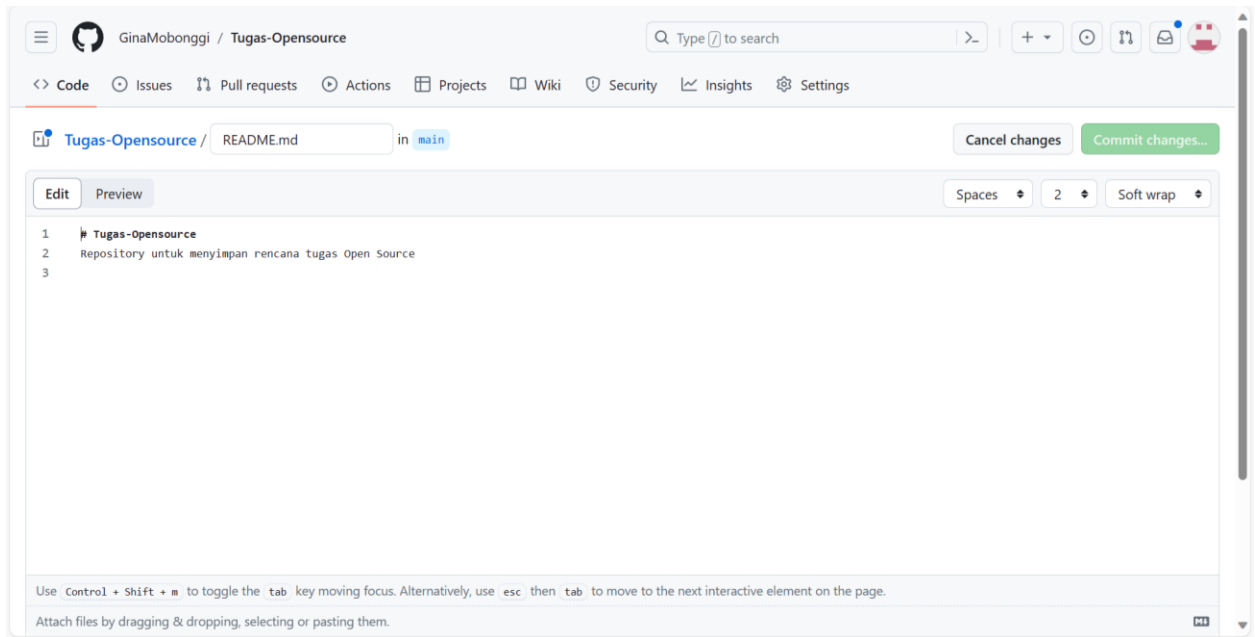 GinaMobonggi / Tugas-Opensource
Type / to search
Code Issues Pull requests Actions Projects Wiki Security Insights Settings
Tugas-Opensource / README.md in main
Cancel changes Commit changes...
Edit Preview
Spaces 2 Soft wrap
1 # Tugas-Opensource
2 Repository untuk menyimpan rencana tugas Open Source
3
Use Control + Shift + m to toggle the tab key moving focus. Alternatively, use esc then tab to move to the next interactive element on the page.
Attach files by dragging & dropping, selecting or pasting them.